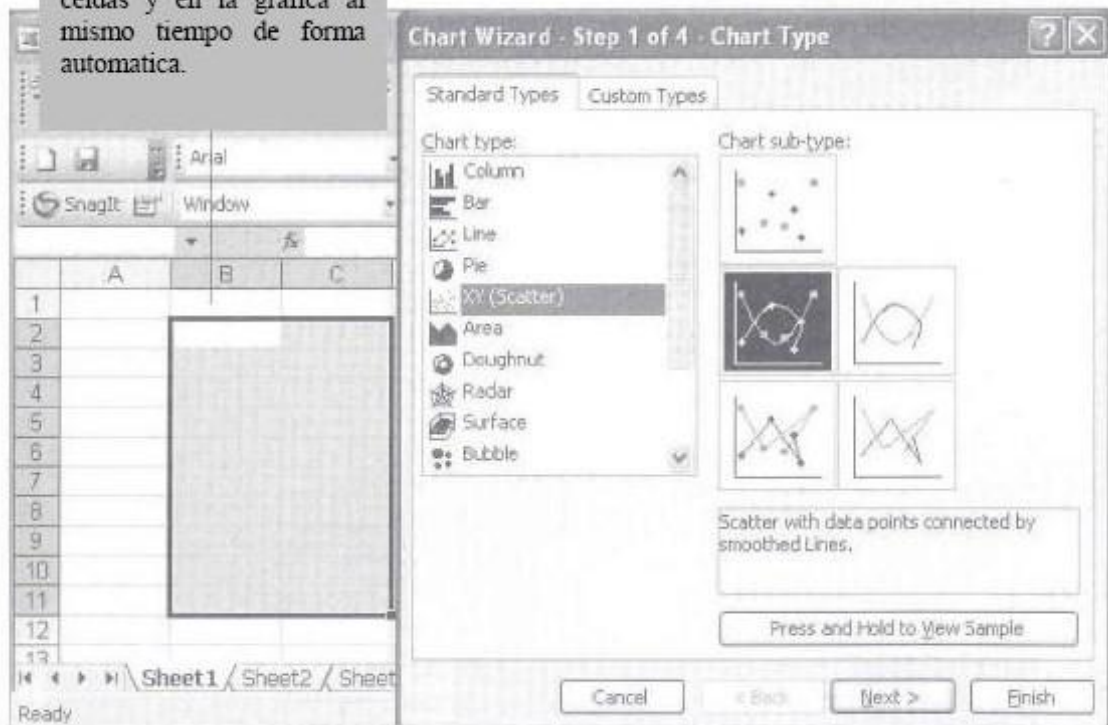 celdas y en la gráfica al
mismo tiempo de forma
automatica.
Chart Wizard - Step 1 of 4 - Chart Type
Standard Types
Custom Types
Chart type:
Column
Bar
Line
Pie
XY (Scatter)
Area
Doughnut
Radar
Surface
Bubble
Chart sub-type:
Scatter with data points connected by
smoothed Lines.
Press and Hold to View Sample
Cancel
< Back
Next >
Finish
Arial
SnagIt
Window
fx
A B C
1
2
3
4
5
6
7
8
9
10
11
12
13
Sheet1 / Sheet2 / Sheet
Ready